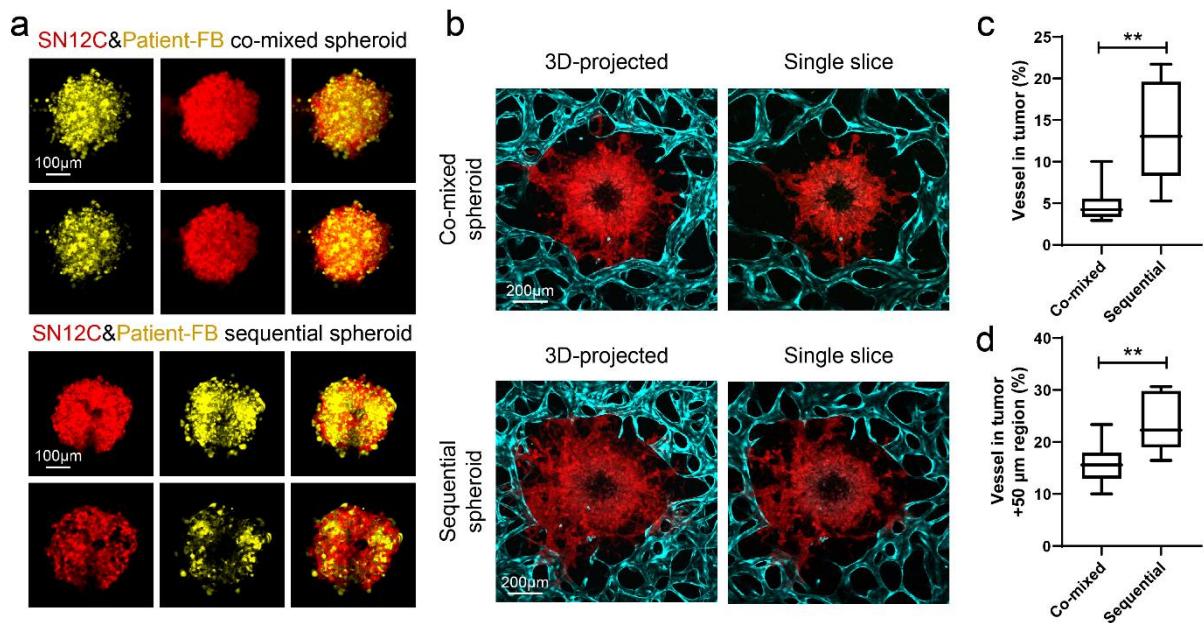 a
SN12C&Patient-FB co-mixed spheroid
100μm
SN12C&Patient-FB sequential spheroid
100μm
b
3D-projected
Single slice
Co-mixed
spheroid
200μm
3D-projected
Single slice
Sequential
spheroid
200μm
c
Vessel in tumor (%)
25
20
15
10
5
0
**
Co-mixed
Sequential
d
Vessel in tumor
+50 μm region (%)
40
30
20
10
0
**
Co-mixed
Sequential